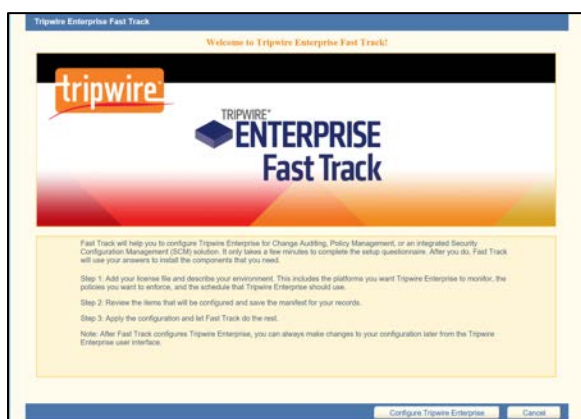 Tripwire Enterprise Fast Track
Welcome to Tripwire Enterprise Fast Track!
tripwire
TRIPWIRE®
ENTERPRISE
Fast Track
Fast Track will help you to configure Tripwire Enterprise for Change Auditing, Policy Management, or an integrated Security
Configuration Management (SCM) solution. It only takes a few minutes to complete the setup questionnaire. After you do, Fast Track
will use your answers to install the components that you need.
Step 1: Add your license file and describe your environment. This includes the platforms you want Tripwire Enterprise to monitor, the
policies you want to enforce, and the schedule that Tripwire Enterprise should use.
Step 2: Review the items that will be configured and save the manifest for your records.
Step 3: Apply the configuration and let Fast Track do the rest.
Note: After Fast Track configures Tripwire Enterprise, you can always make changes to your configuration later from the Tripwire
Enterprise user interface.
Configure Tripwire Enterprise
Cancel